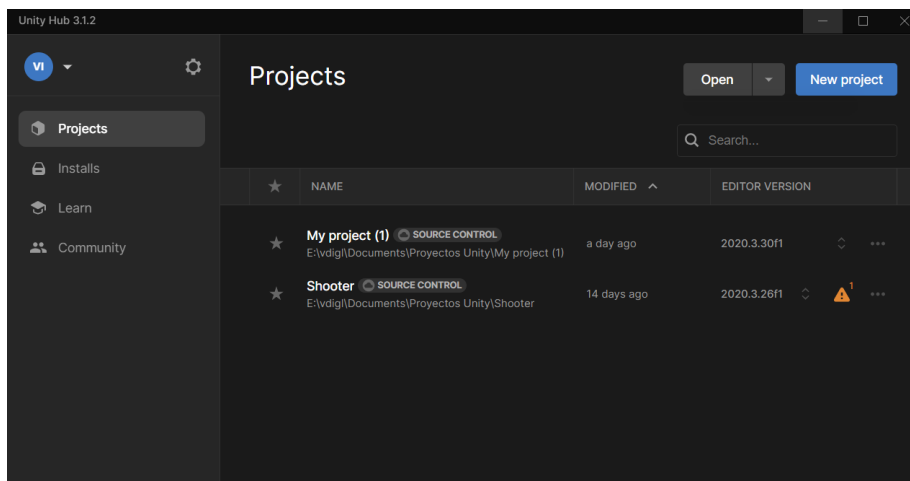 Unity Hub 3.1.2
VI
Projects
Open
New project
Search...
Projects
Installs
Learn
Community
NAME MODIFIED EDITOR VERSION
My project (1) SOURCE CONTROL
E:\vdigl\Documents\Proyectos Unity\My project (1)
a day ago
2020.3.30f1
Shooter SOURCE CONTROL
E:\vdigl\Documents\Proyectos Unity\Shooter
14 days ago
2020.3.26f1
1